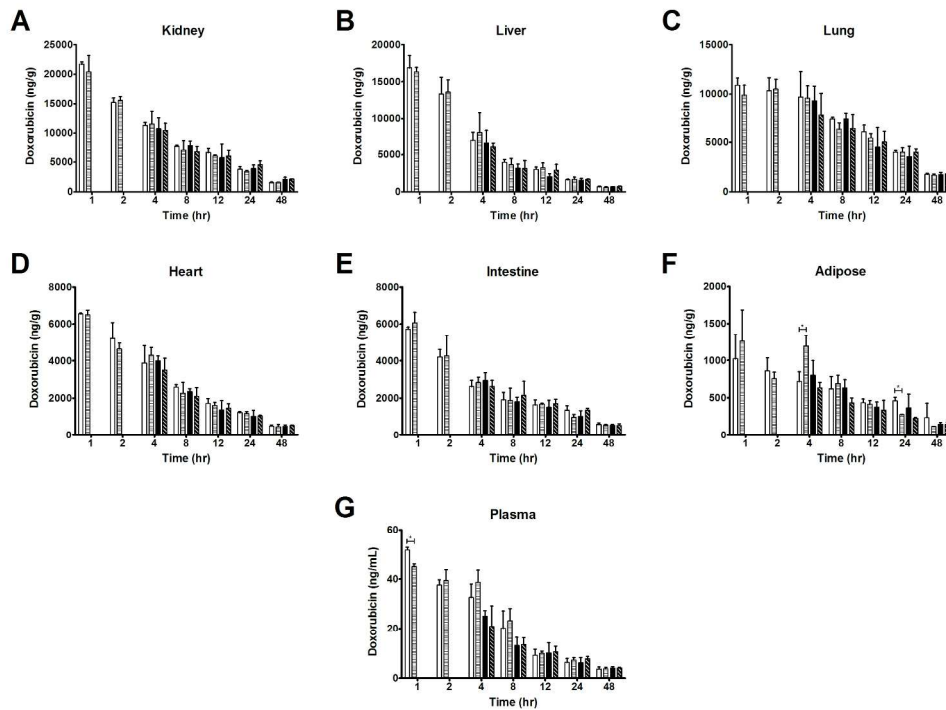 A
Kidney
Doxorubicin (ng/g)
25000
20000
15000
10000
5000
0
1 2 4 8 12 24 48
Time (hr)
B
Liver
Doxorubicin (ng/g)
20000
15000
10000
5000
0
1 2 4 8 12 24 48
Time (hr)
C
Lung
Doxorubicin (ng/g)
15000
10000
5000
0
1 2 4 8 12 24 48
Time (hr)
D
Heart
Doxorubicin (ng/g)
8000
6000
4000
2000
0
1 2 4 8 12 24 48
Time (hr)
E
Intestine
Doxorubicin (ng/g)
8000
6000
4000
2000
0
1 2 4 8 12 24 48
Time (hr)
F
Adipose
Doxorubicin (ng/g)
2000
1500
1000
500
0
*
*
1 2 4 8 12 24 48
Time (hr)
G
Plasma
Doxorubicin (ng/mL)
60
40
20
0
*
1 2 4 8 12 24 48
Time (hr)